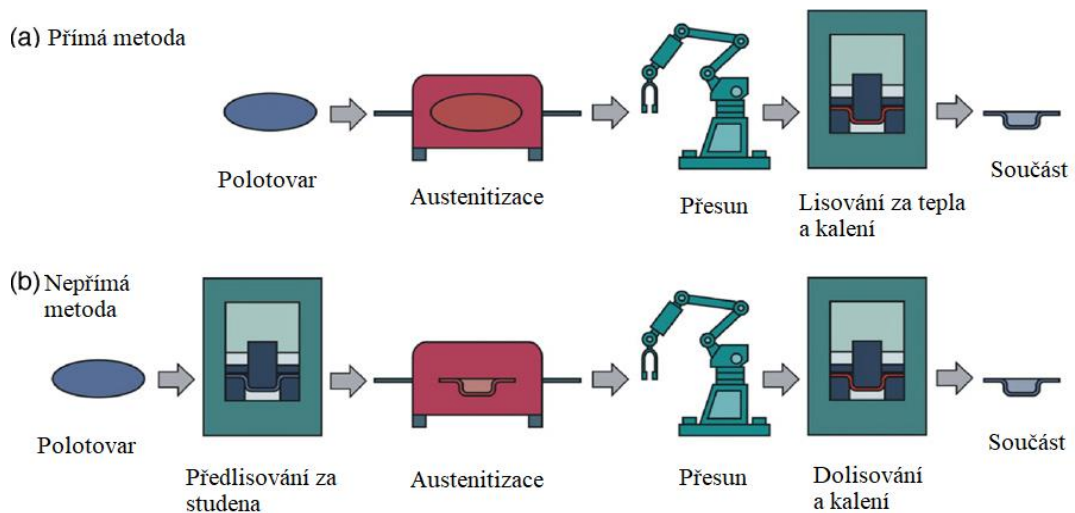 (a) Přímá metoda
Polotovar
Austenitizace
Přesun
Lisování za tepla
a kalení
Součást
(b) Nepřímá
metoda
Polotovar
Předlisování za
studena
Austenitizace
Přesun
Dolisování
a kalení
Součást